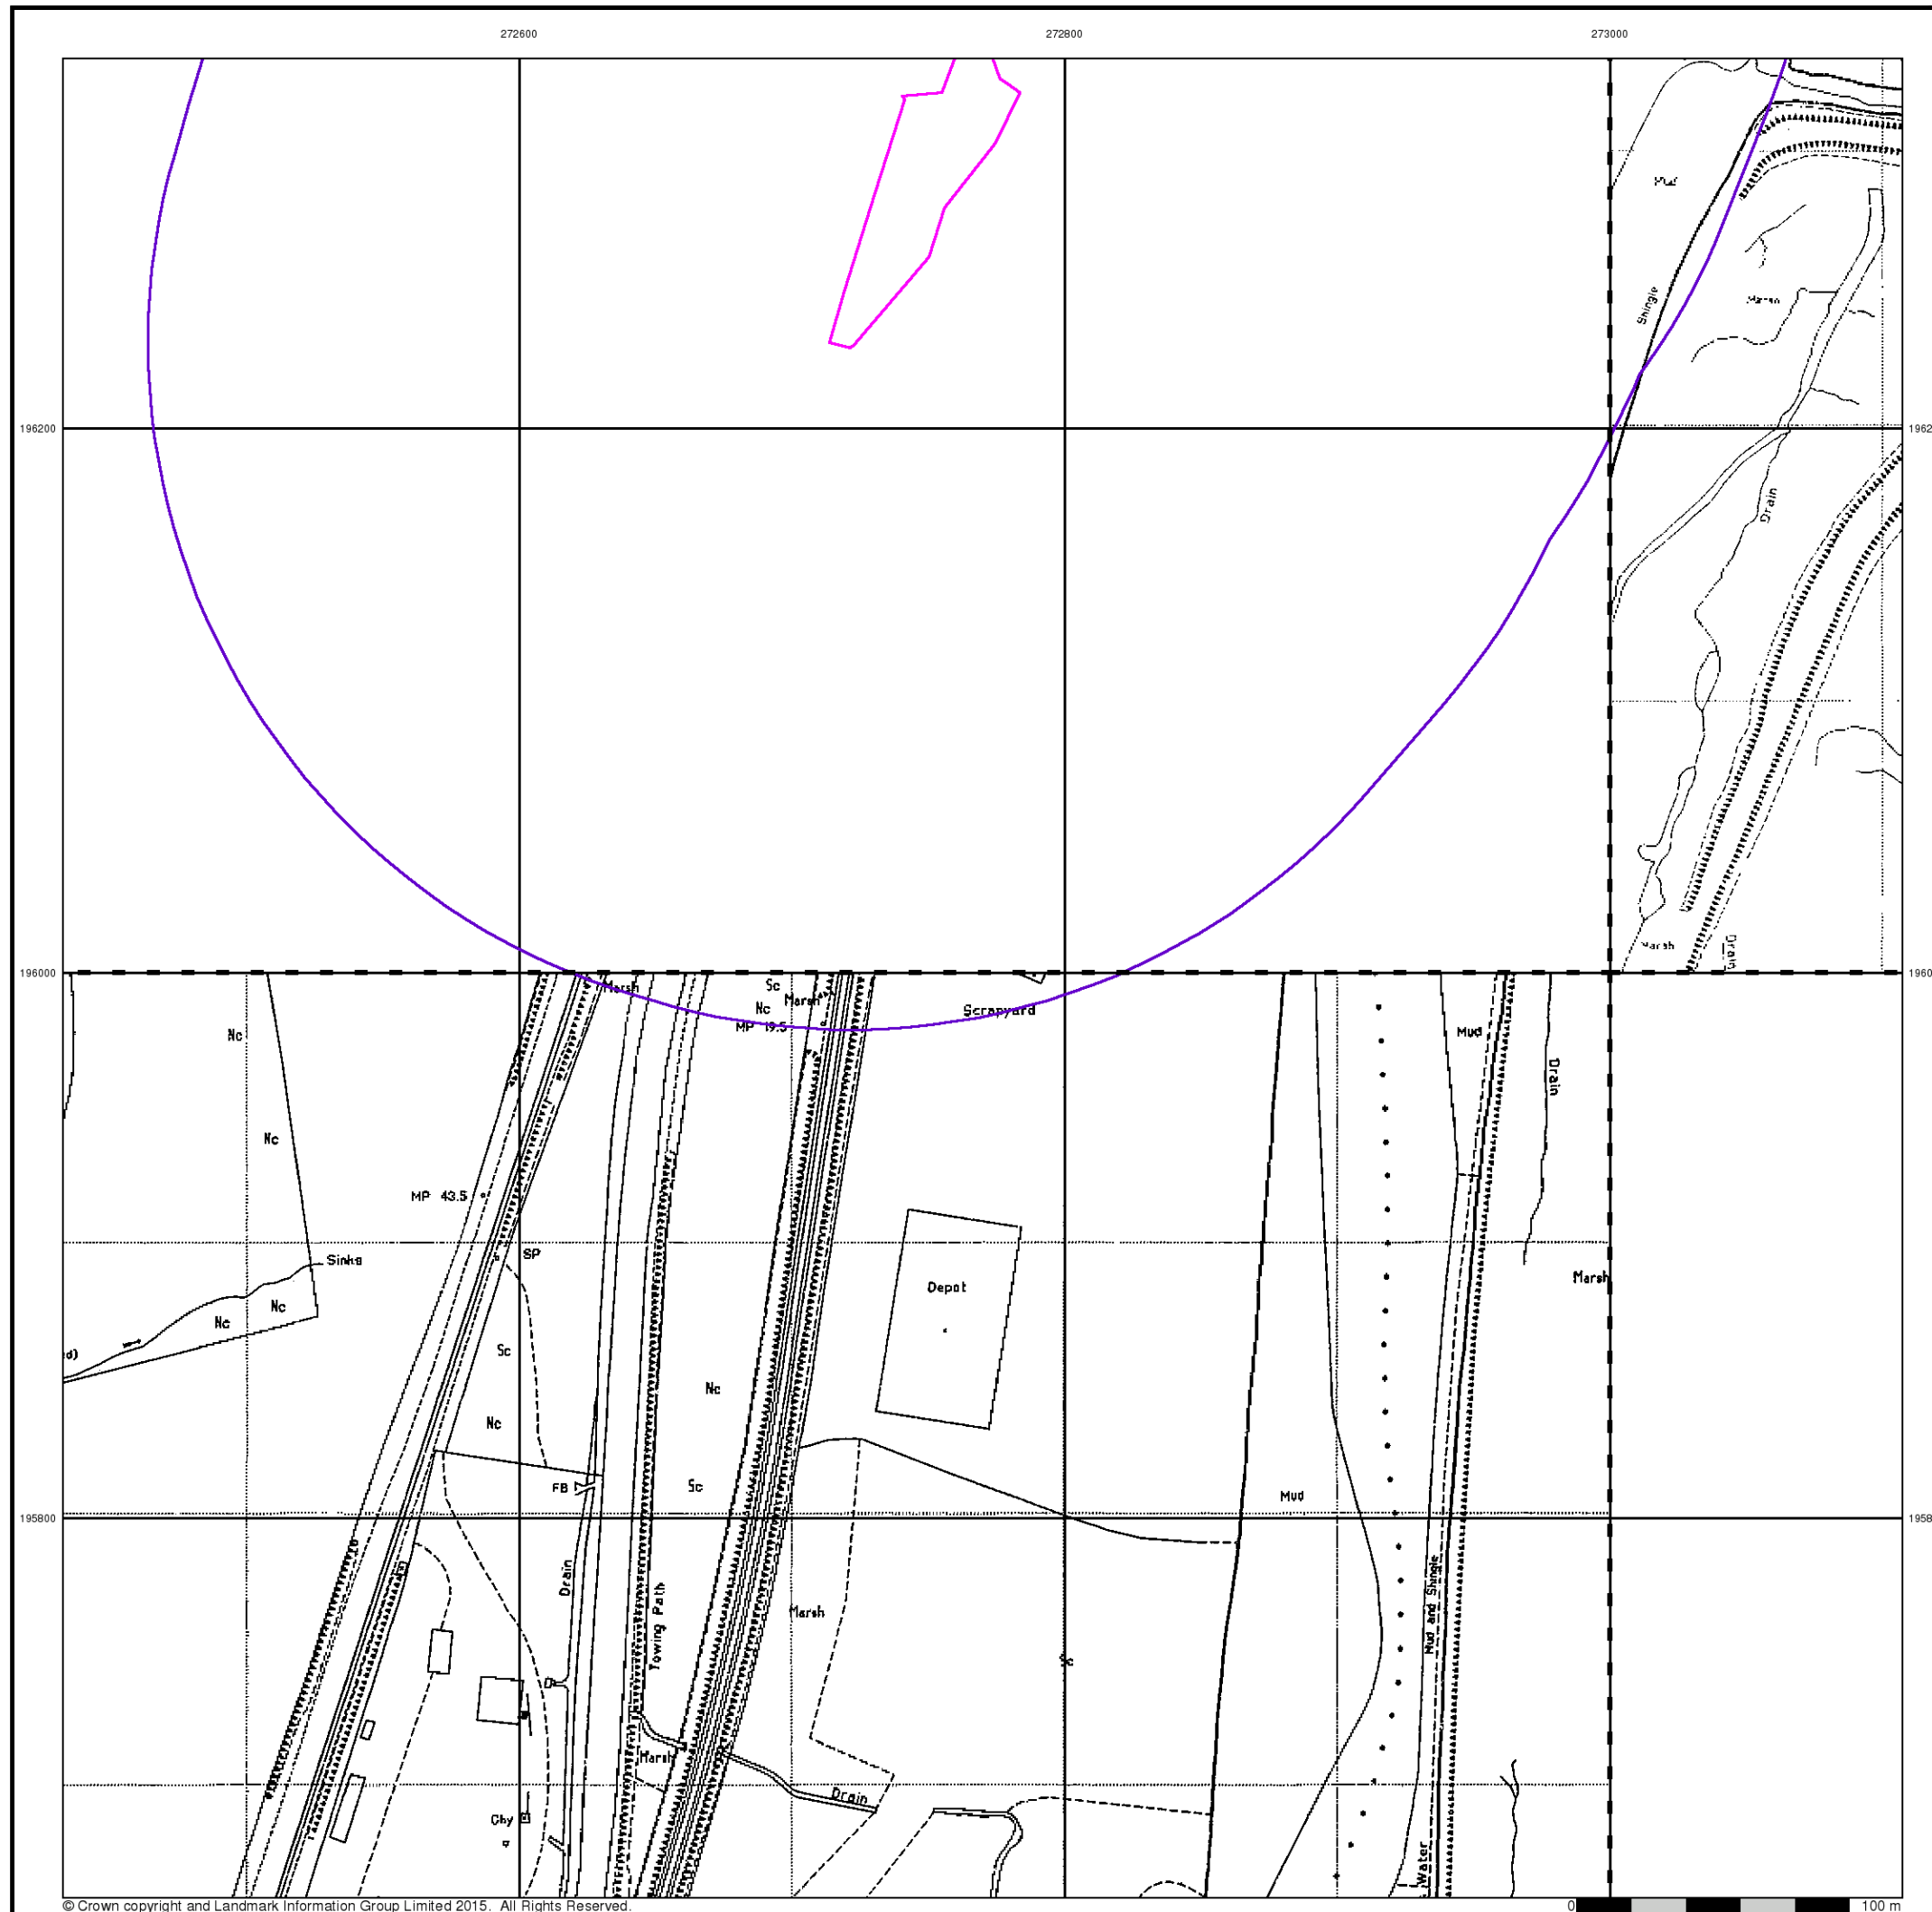 272600 272800 273000
Mud
Shingle
Marsh
196200 1962
Drain
Marsh
Drain
196000 1960
Marsh
Sc
Nc
Marsh
MP 19.5
Scrapyard
Nc
Mud
Drain
Nc
MP 43.5
SP
Sinks
Marsh
Depot
Nc
Nc
d)
Sc
Nc
Nc
Sc
FB
Mud
195800 1958
Drain
Towing Path
Mud and Shingle
Marsh
Sc
Marsh
Drain
Chy
Water
© Crown copyright and Landmark Information Group Limited 2015. All Rights Reserved.
0 100 m